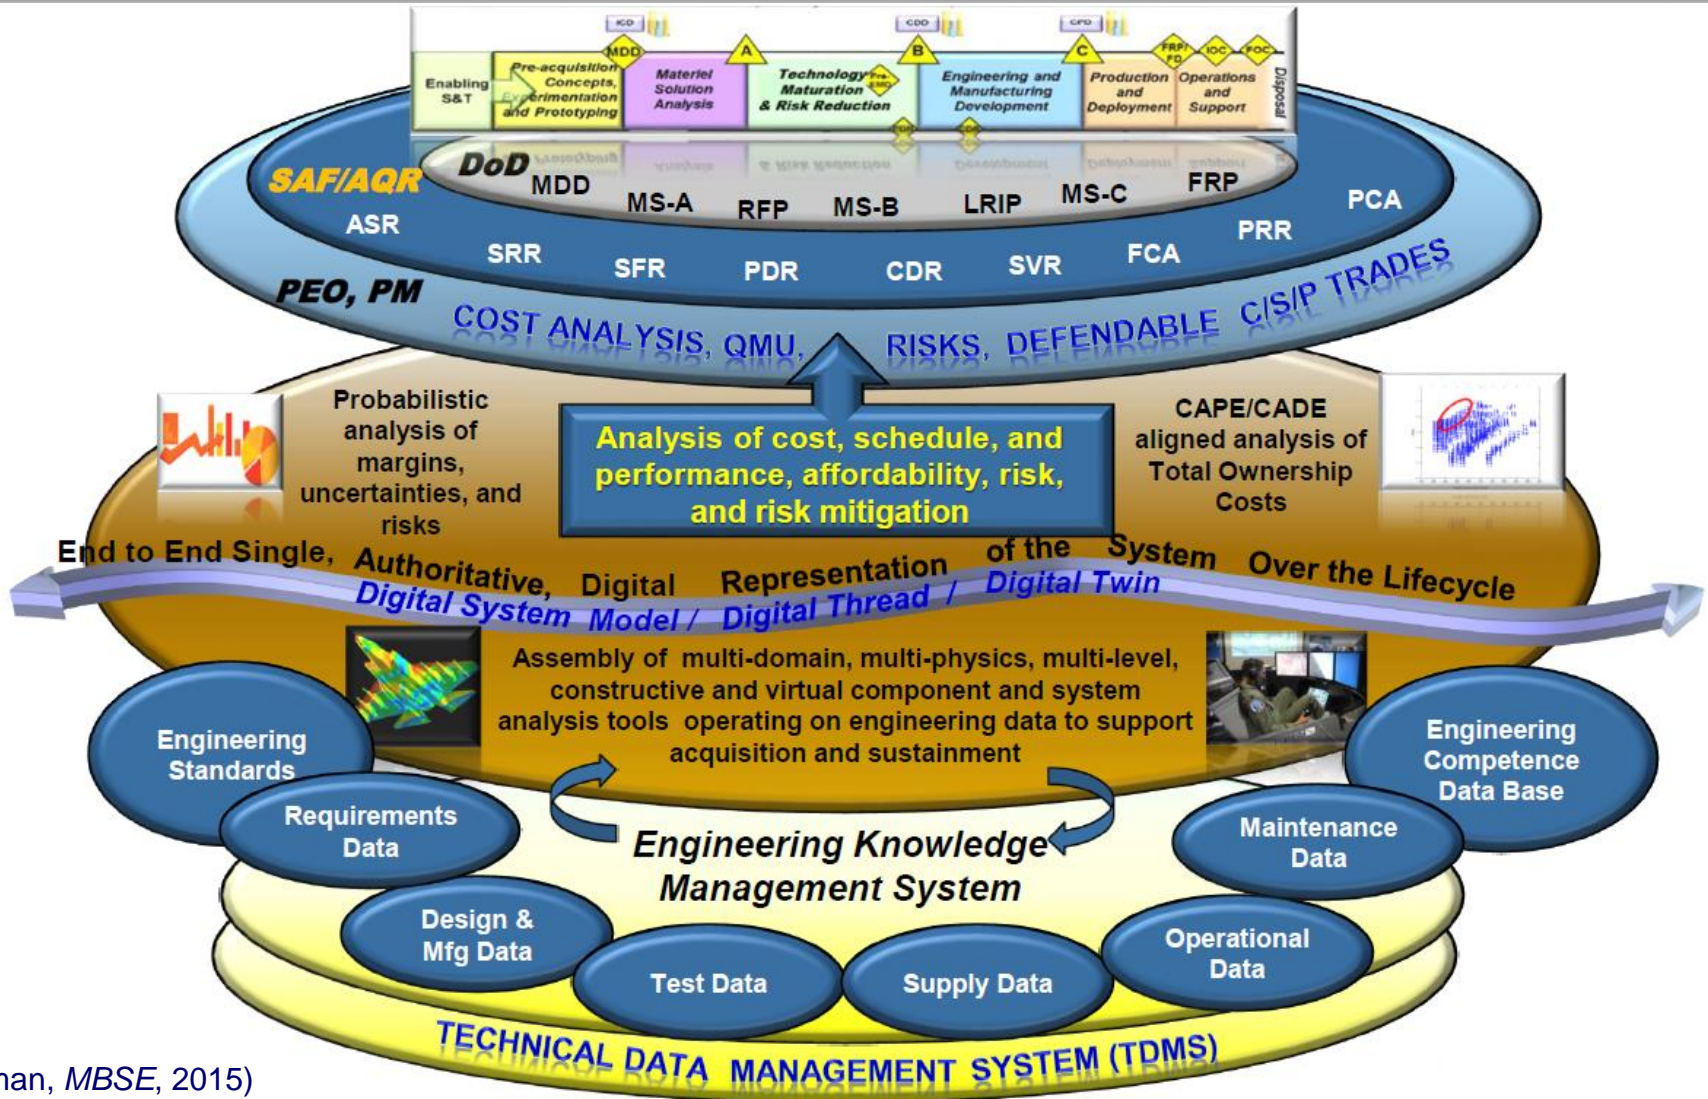 ICD
CDD
CPD
MDD
A
B
C
FRP/
FD
IOC
FOC
Enabling
S&T
Pre-acquisition
Concepts,
Experimentation
and Prototyping
Materiel
Solution
Analysis
Technology
Maturation
& Risk Reduction
Pre-
EMD
Engineering and
Manufacturing
Development
Production
and
Deployment
Operations
and
Support
Disposal
DoD
MDD
MS-A
RFP
MS-B
LRIP
MS-C
FRP
SAF/AQR
ASR
SRR
SFR
PDR
CDR
SVR
FCA
PRR
PCA
PEO, PM
COST ANALYSIS, QMU, RISKS, DEFENDABLE C/S/P TRADES
Probabilistic
analysis of
margins,
uncertainties, and
risks
Analysis of cost, schedule, and
performance, affordability, risk,
and risk mitigation
CAPE/CADE
aligned analysis of
Total Ownership
Costs
End to End Single, Authoritative, Digital Representation of the System Over the Lifecycle
Digital System Model / Digital Thread / Digital Twin
Assembly of multi-domain, multi-physics, multi-level,
constructive and virtual component and system
analysis tools operating on engineering data to support
acquisition and sustainment
Engineering
Standards
Requirements
Data
Design &
Mfg Data
Test Data
Supply Data
Operational
Data
Maintenance
Data
Engineering
Competence
Data Base
Engineering Knowledge
Management System
TECHNICAL DATA MANAGEMENT SYSTEM (TDMS)
man, MBSE, 2015)